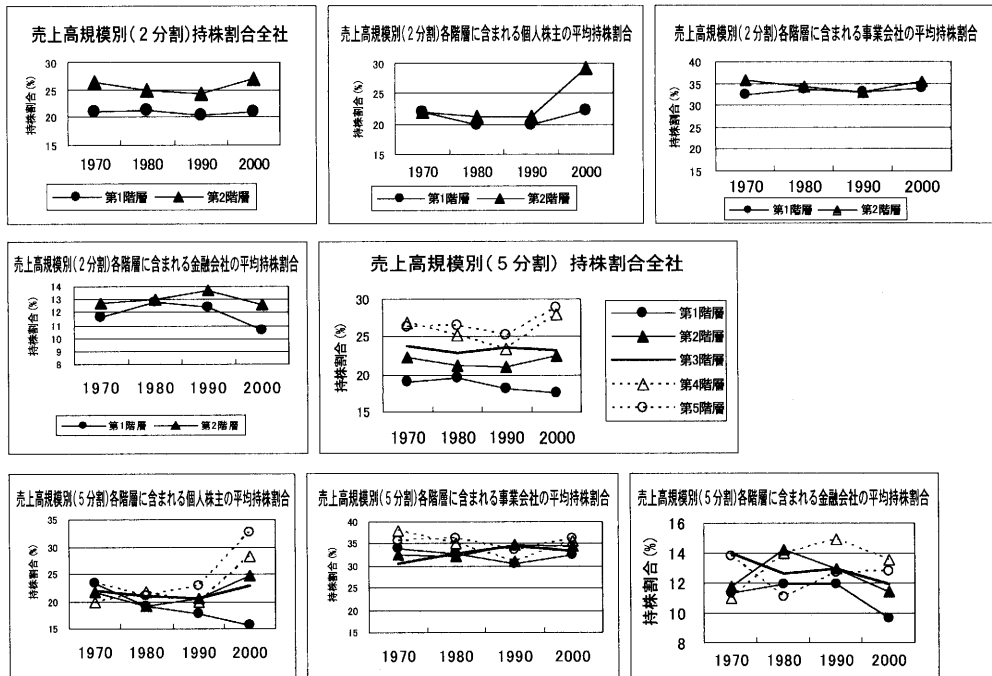 売上高規模別(2分割)持株割合全社
持株割合(%)
30
25
20
15
1970 1980 1990 2000
第1階層 第2階層
売上高規模別(2分割)各階層に含まれる個人株主の平均持株割合
持株割合(%)
30
25
20
15
1970 1980 1990 2000
第1階層 第2階層
売上高規模別(2分割)各階層に含まれる事業会社の平均持株割合
持株割合(%)
40
35
30
25
20
15
10
1970 1980 1990 2000
第1階層 第2階層
売上高規模別(2分割)各階層に含まれる金融会社の平均持株割合
持株割合(%)
14
13
12
11
10
9
8
1970 1980 1990 2000
第1階層 第2階層
売上高規模別(5分割) 持株割合全社
持株割合(%)
30
25
20
15
1970 1980 1990 2000
第1階層
第2階層
第3階層
第4階層
第5階層
売上高規模別(5分割)各階層に含まれる個人株主の平均持株割合
持株割合(%)
35
30
25
20
15
1970 1980 1990 2000
売上高規模別(5分割)各階層に含まれる事業会社の平均持株割合
持株割合(%)
40
35
30
25
20
15
1970 1980 1990 2000
売上高規模別(5分割)各階層に含まれる金融会社の平均持株割合
持株割合(%)
16
14
12
10
8
1970 1980 1990 2000